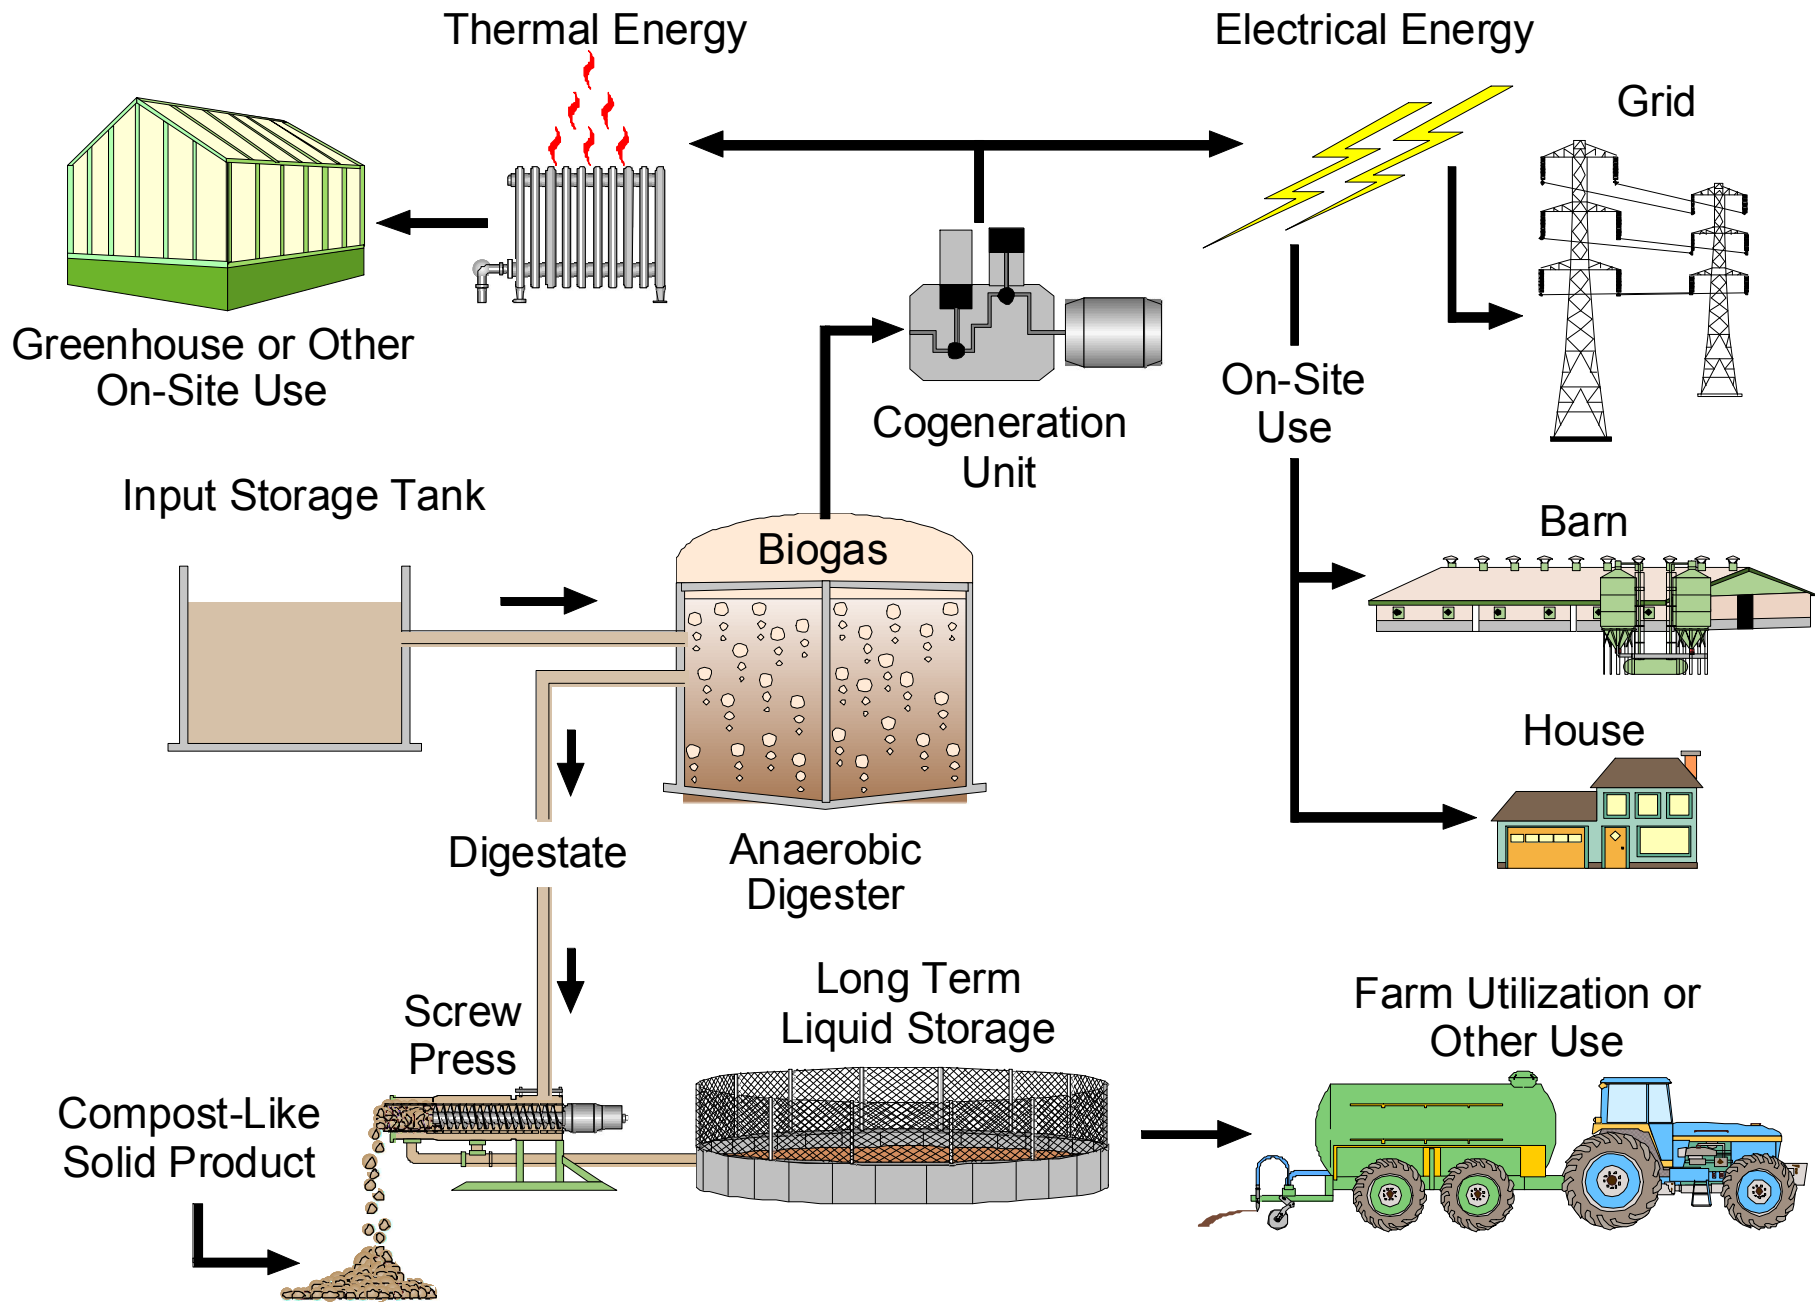 Thermal Energy
Electrical Energy
Grid
Greenhouse or Other
On-Site Use
Cogeneration
Unit
On-Site
Use
Input Storage Tank
Biogas
Barn
House
Digestate
Anaerobic
Digester
Screw
Press
Long Term
Liquid Storage
Farm Utilization or
Other Use
Compost-Like
Solid Product